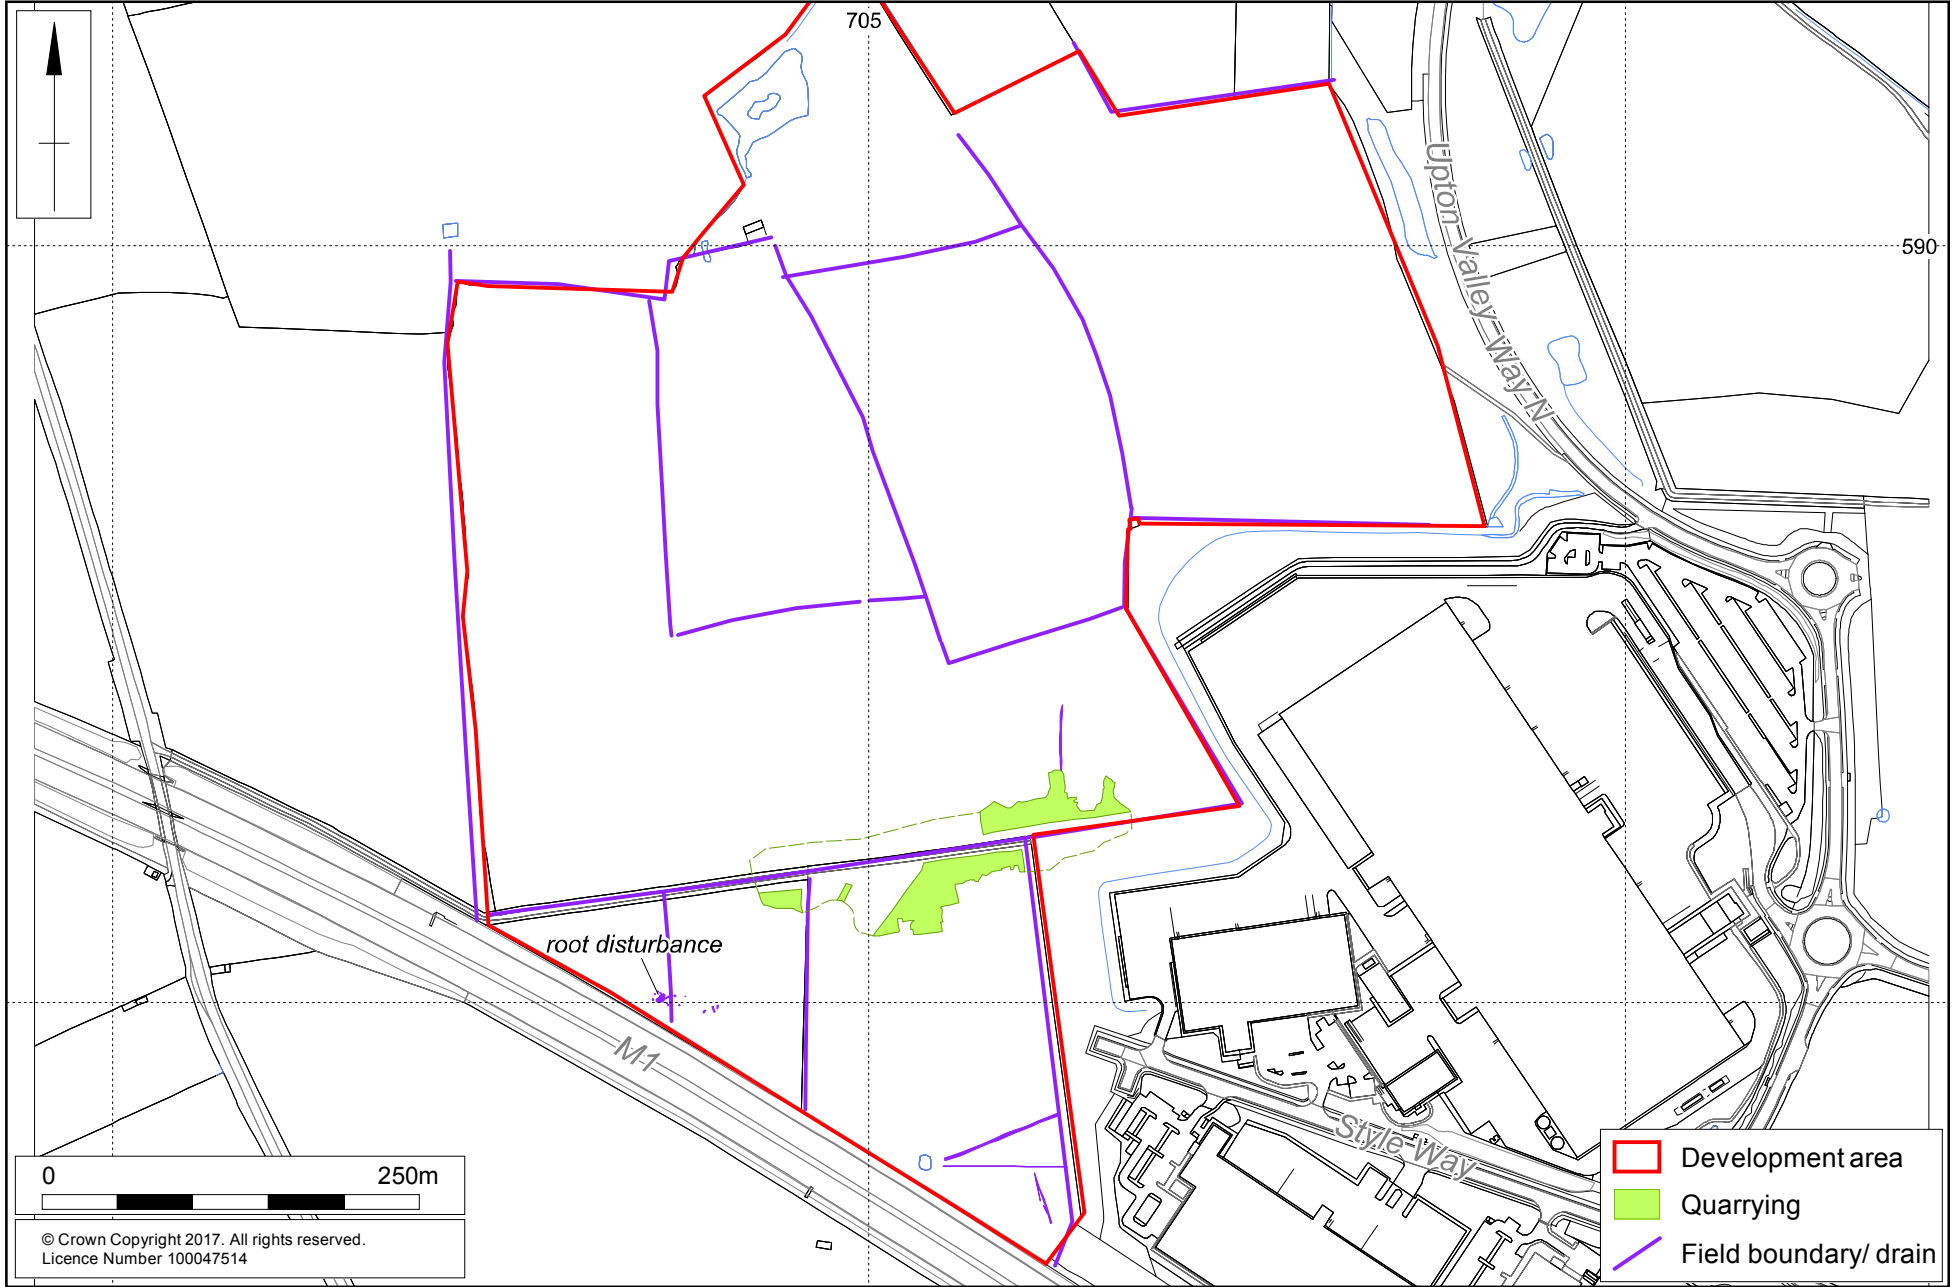 705
590
Upton Valley Way N
root disturbance
M1
Style Way
0 250m
© Crown Copyright 2017. All rights reserved.
Licence Number 100047514
Development area
Quarrying
Field boundary/ drain